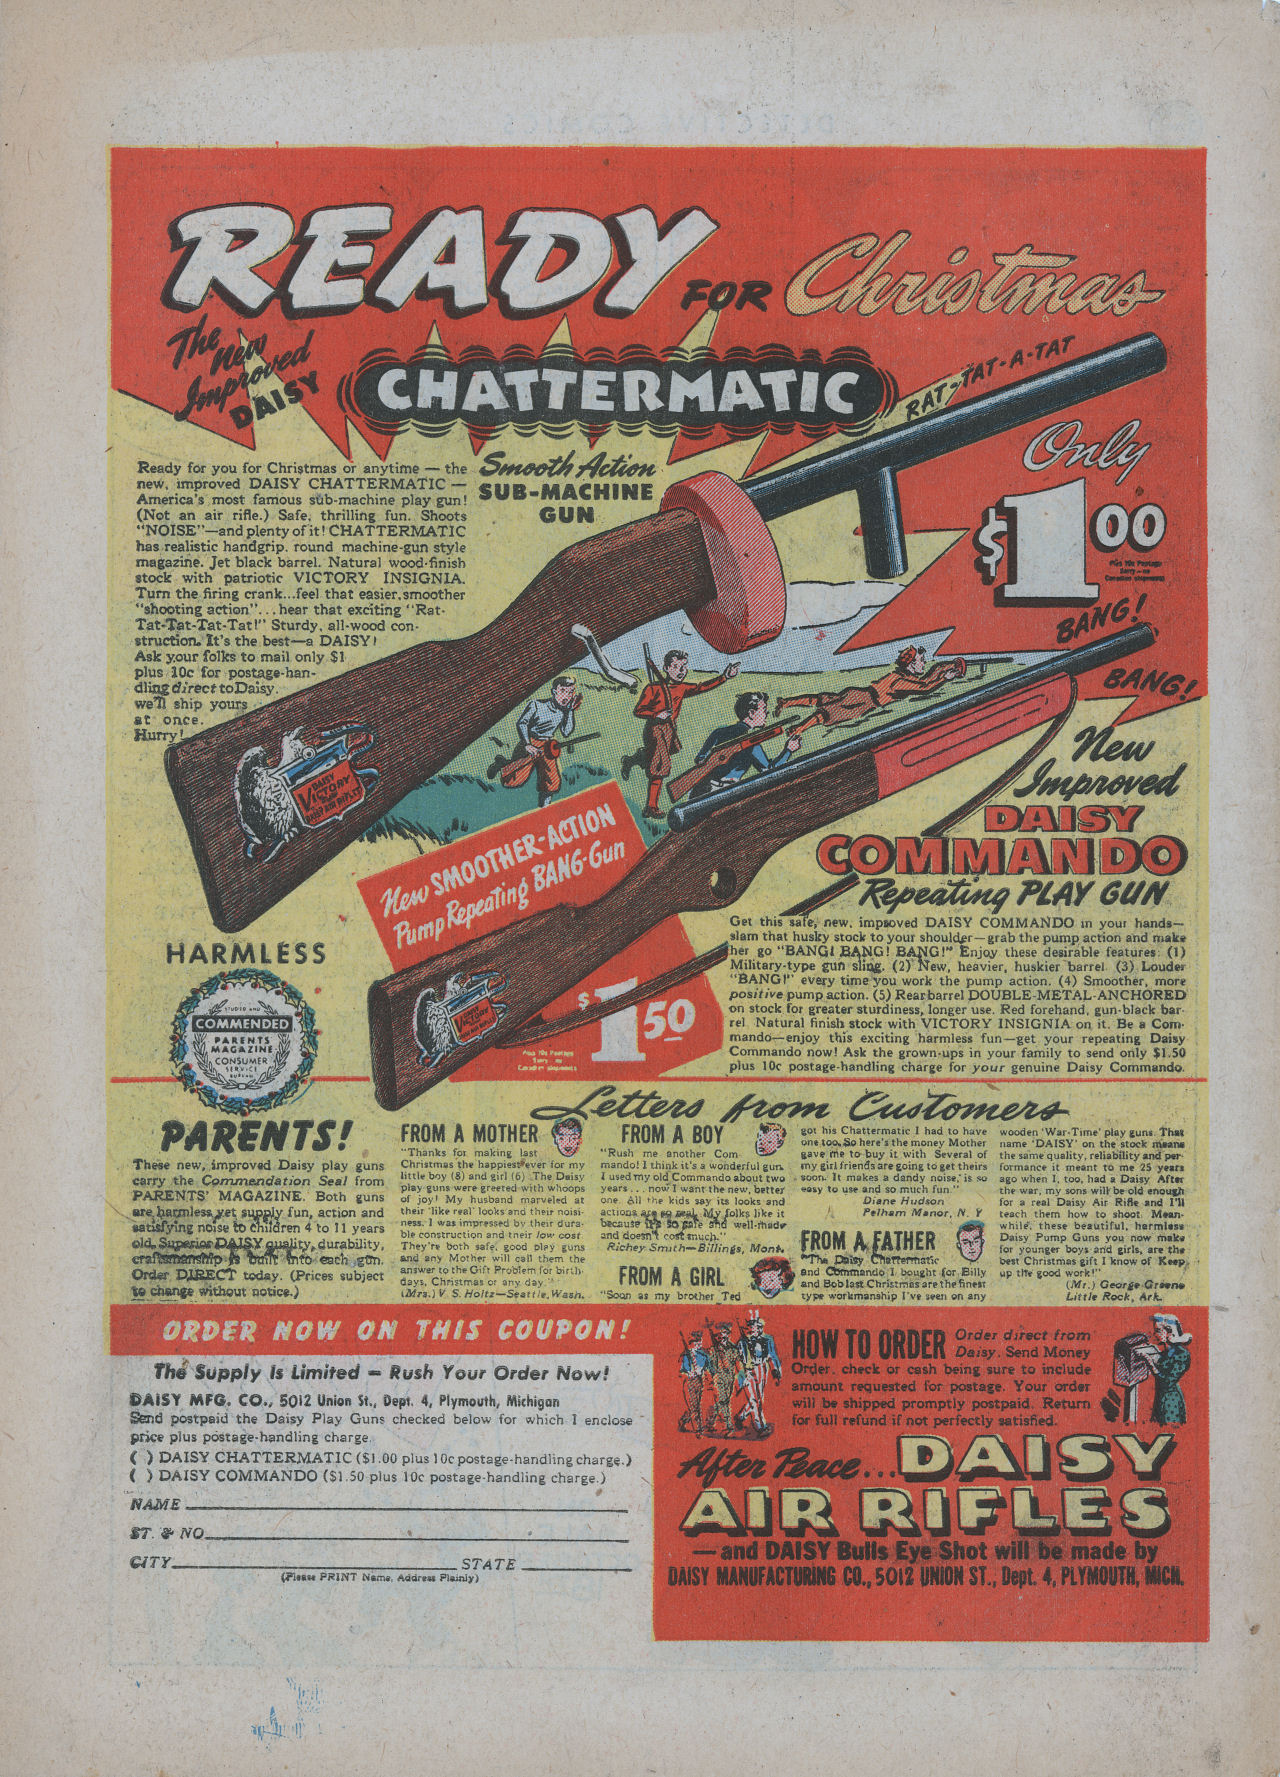 READY FOR Christmas
The New Improved DAISY
CHATTERMATIC
RAT-TAT-A-TAT
Smooth Action
SUB-MACHINE
GUN
Only
$1 00
Plus 10c Postage
Sorry—no
Canadian shipments
Ready for you for Christmas or anytime — the
new, improved DAISY CHATTERMATIC —
America's most famous sub-machine play gun!
(Not an air rifle.) Safe, thrilling fun. Shoots
"NOISE"—and plenty of it! CHATTERMATIC
has realistic handgrip, round machine-gun style
magazine. Jet black barrel. Natural wood-finish
stock with patriotic VICTORY INSIGNIA.
Turn the firing crank...feel that easier, smoother
"shooting action"...hear that exciting "Rat-
Tat-Tat-Tat-Tat!" Sturdy, all-wood con-
struction. It's the best—a DAISY!
Ask your folks to mail only $1
plus 10c for postage-han-
dling direct to Daisy.
we'll ship yours
at once.
Hurry!
BANG!
BANG!
New
Improved
DAISY
COMMANDO
Repeating PLAY GUN
DAISY
VICTORY
New SMOOTHER-ACTION
Pump Repeating BANG-Gun
$1.50
Plus 10c Postage
Sorry—no
Canadian shipments
VICTORY
Get this safe, new, improved DAISY COMMANDO in your hands—
slam that husky stock to your shoulder—grab the pump action and make
her go "BANG! BANG! BANG!" Enjoy these desirable features: (1)
Military-type gun sling. (2) New, heavier, huskier barrel. (3) Louder
"BANG!" every time you work the pump action. (4) Smoother, more
positive pump action. (5) Rear barrel DOUBLE-METAL-ANCHORED
on stock for greater sturdiness, longer use. Red forehand, gun-black bar-
rel. Natural finish stock with VICTORY INSIGNIA on it. Be a Com-
mando—enjoy this exciting harmless fun—get your repeating Daisy
Commando now! Ask the grown-ups in your family to send only $1.50
plus 10c postage-handling charge for your genuine Daisy Commando.
HARMLESS
STUDIED AND
COMMENDED
PARENTS
MAGAZINE
CONSUMER
SERVICE
BUREAU
PARENTS!
These new, improved Daisy play guns
carry the Commendation Seal from
PARENTS' MAGAZINE. Both guns
are harmless yet supply fun, action and
satisfying noise to children 4 to 11 years
old. Superior DAISY quality, durability,
craftsmanship is built into each gun.
Order DIRECT today. (Prices subject
to change without notice.)
Letters from Customers
FROM A MOTHER
"Thanks for making last
Christmas the happiest ever for my
little boy (8) and girl (6). The Daisy
play guns were greeted with whoops
of joy! My husband marveled at
their 'like real' looks and their noisi-
ness. I was impressed by their dura-
ble construction and their low cost.
They're both safe, good play guns
and any Mother will call them the
answer to the Gift Problem for birth-
days, Christmas or any day."
(Mrs.) V. S. Holtz—Seattle, Wash.
FROM A BOY
"Rush me another Com-
mando! I think it's a wonderful gun.
I used my old Commando about two
years . . . now I want the new, better
one. All the kids say its looks and
actions are so real. My folks like it
because it's so safe and well-made
and doesn't cost much."
Richey Smith—Billings, Mont.
FROM A GIRL
"Soon as my brother Ted
got his Chattermatic I had to have
one too. So here's the money Mother
gave me to buy it with. Several of
my girl friends are going to get theirs
soon. It makes a dandy noise, is so
easy to use and so much fun."
Diane Hudson
Pelham Manor, N. Y.
FROM A FATHER
"The Daisy Chattermatic
and Commando I bought for Billy
and Bob last Christmas are the finest
type workmanship I've seen on any
wooden 'War-Time' play guns. That
name 'DAISY' on the stock means
the same quality, reliability and per-
formance it meant to me 25 years
ago when I, too, had a Daisy. After
the war, my sons will be old enough
for a real Daisy Air Rifle and I'll
teach them how to shoot. Mean-
while, these beautiful, harmless
Daisy Pump Guns you now make
for younger boys and girls, are the
best Christmas gift I know of. Keep
up the good work!"
(Mr.) George Greene
Little Rock, Ark.
ORDER NOW ON THIS COUPON!
The Supply Is Limited — Rush Your Order Now!
DAISY MFG. CO., 5012 Union St., Dept. 4, Plymouth, Michigan
Send postpaid the Daisy Play Guns checked below for which I enclose
price plus postage-handling charge.
( ) DAISY CHATTERMATIC ($1.00 plus 10c postage-handling charge.)
( ) DAISY COMMANDO ($1.50 plus 10c postage-handling charge.)
NAME
ST. & NO.
CITY STATE
(Please PRINT Name, Address Plainly)
HOW TO ORDER Order direct from
Daisy. Send Money
Order, check or cash being sure to include
amount requested for postage. Your order
will be shipped promptly postpaid. Return
for full refund if not perfectly satisfied.
After Peace... DAISY
AIR RIFLES
—and DAISY Bulls Eye Shot will be made by
DAISY MANUFACTURING CO., 5012 UNION ST., Dept. 4, PLYMOUTH, MICH.